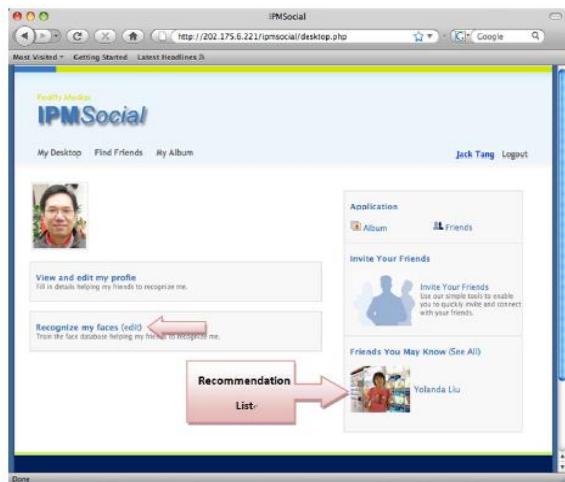 IPMSocial
http://202.175.6.221/ipmsocial/desktop.php
Google
Most Visited Getting Started Latest Headlines
IPMSocial
My Desktop Find Friends My Album
Jack Tang Logout
View and edit my profie
Fill in details helping my friends to recognize me.
Recognize my faces (edit)
Train the face database helping my friends to recognize me.
Application
Album Friends
Invite Your Friends
Invite Your Friends
Use our simple tools to enable
you to quickly invite and connect
with your friends.
Friends You May Know (See All)
Yolanda Liu
Recommendation
List
Done